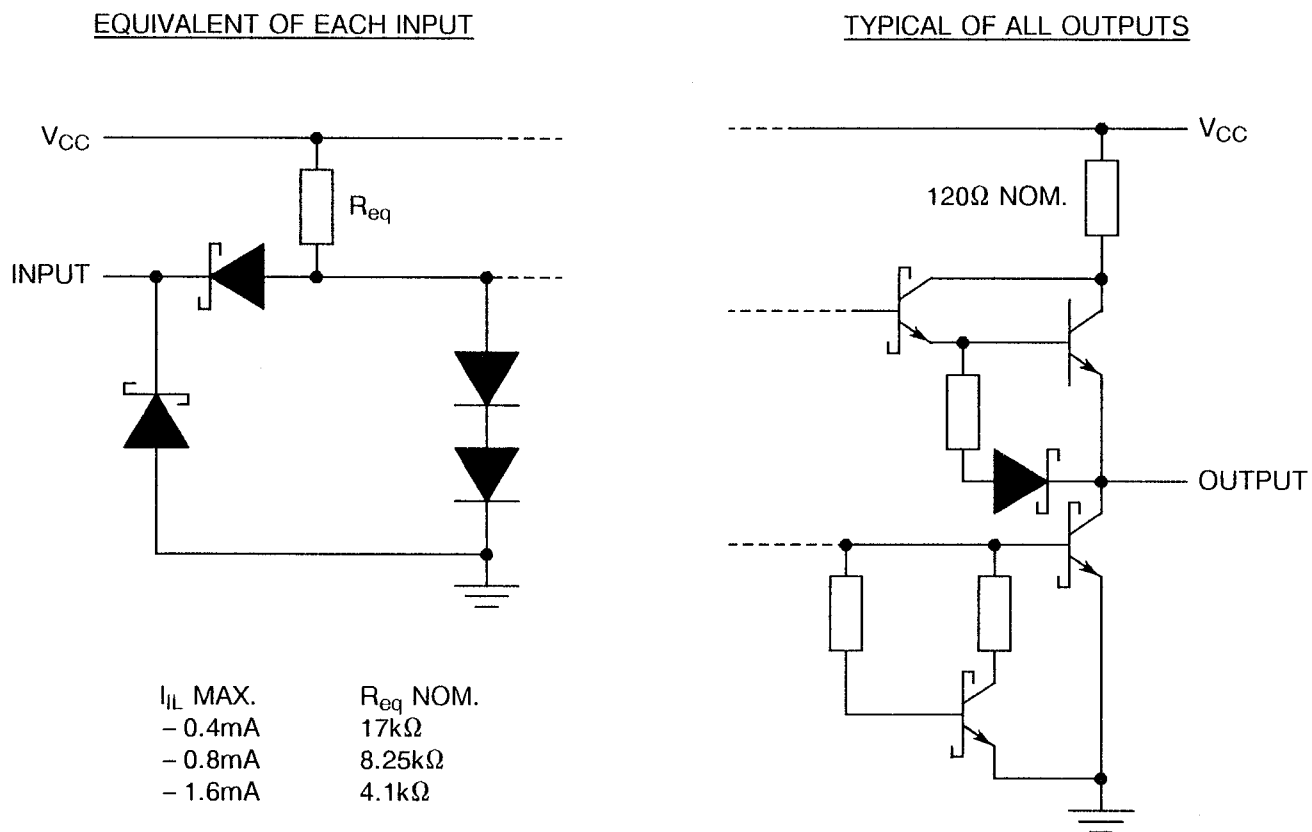 EQUIVALENT OF EACH INPUT
VCC
Req
INPUT
IIL MAX. Req NOM.
– 0.4mA 17kΩ
– 0.8mA 8.25kΩ
– 1.6mA 4.1kΩ
TYPICAL OF ALL OUTPUTS
VCC
120Ω NOM.
OUTPUT